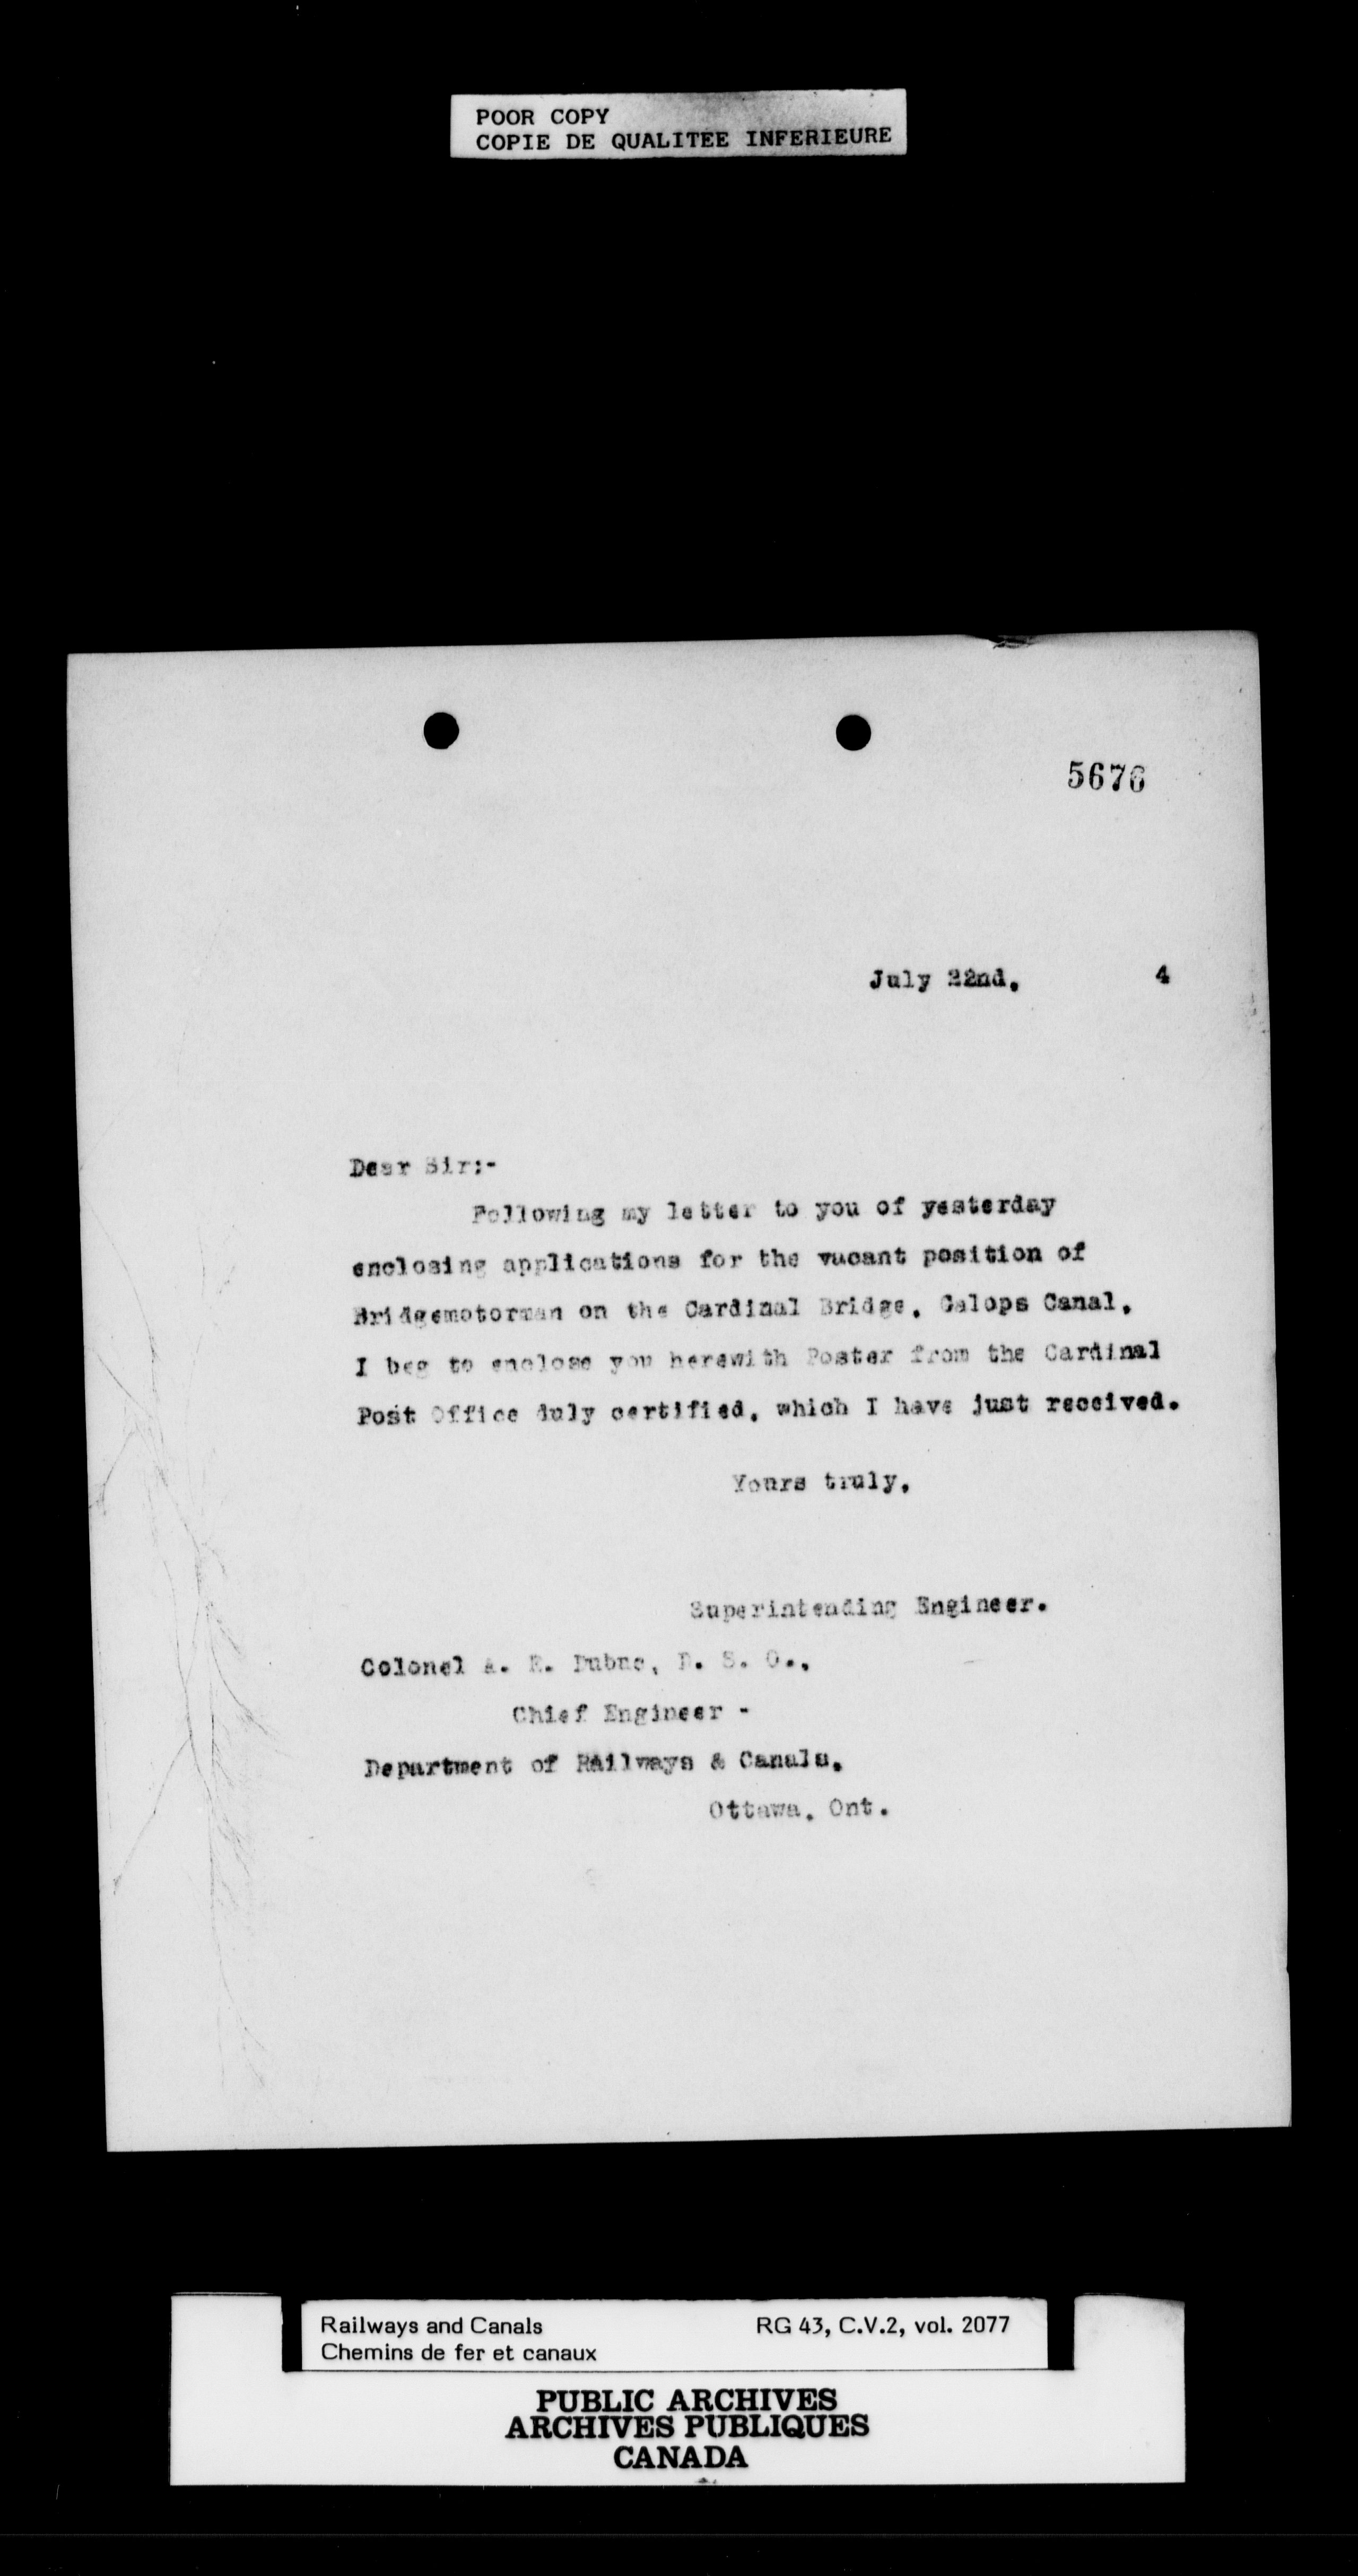 POOR COPY
COPIE DE QUALITEE INFERIEURE
5676
July 22nd, 4
Dear Sir:-
Following my letter to you of yesterday
enclosing applications for the vacant position of
Bridgemotorman on the Cardinal Bridge, Galops Canal,
I beg to enclose you herewith Poster from the Cardinal
Post Office duly certified, which I have just received.
Yours truly,
Superintending Engineer.
Colonel A. E. Dubuc, D. S. O.,
Chief Engineer -
Department of Railways & Canals,
Ottawa, Ont.
Railways and Canals RG 43, C.V.2, vol. 2077
Chemins de fer et canaux
PUBLIC ARCHIVES
ARCHIVES PUBLIQUES
CANADA